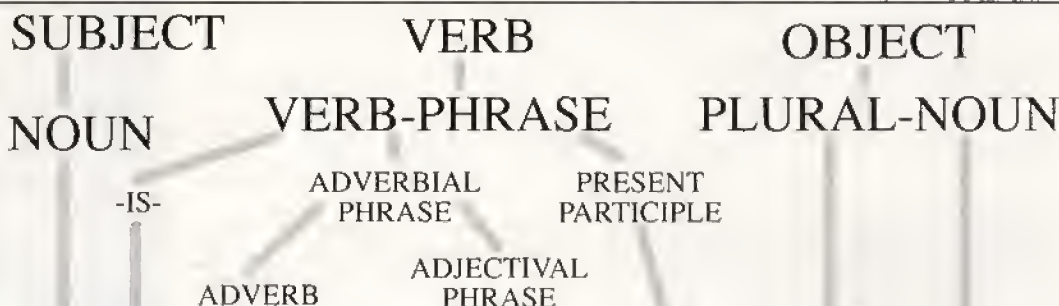 SUBJECT VERB OBJECT
NOUN VERB-PHRASE PLURAL-NOUN
-IS- ADVERBIAL PHRASE PRESENT PARTICIPLE
ADVERB ADJECTIVAL PHRASE